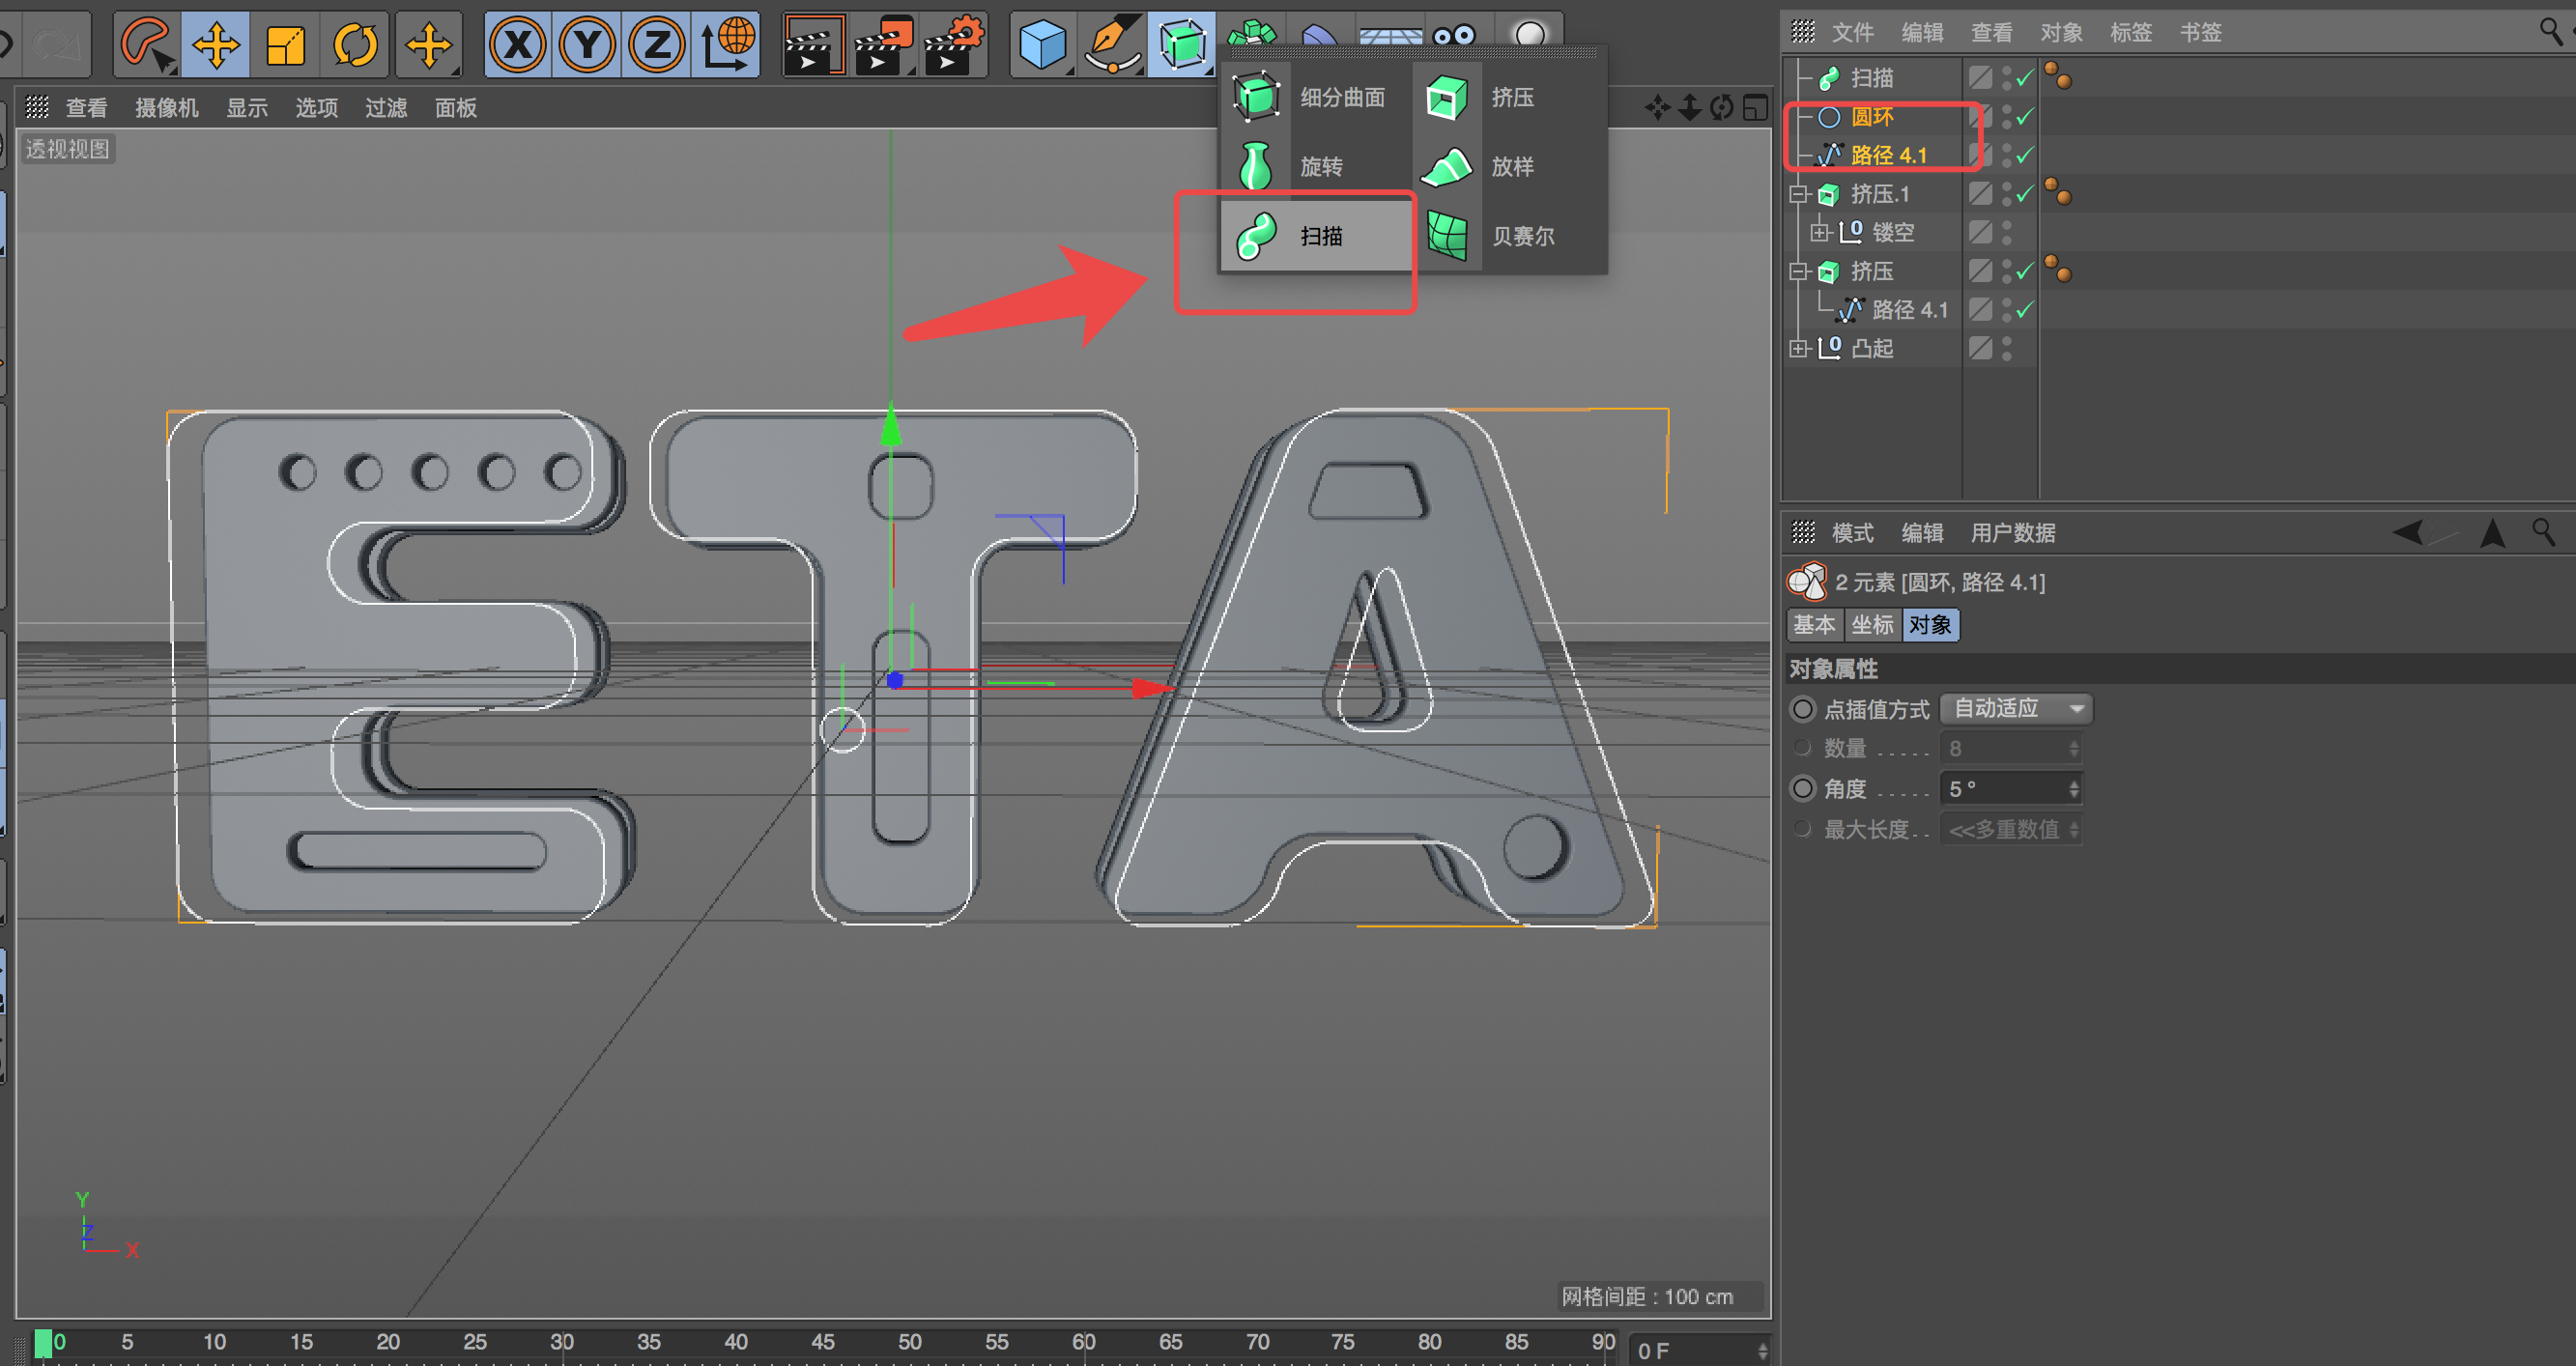 X Y Z
文件 编辑 查看 对象 标签 书签
查看 摄像机 显示 选项 过滤 面板
透视视图
细分曲面 挤压
旋转 放样
扫描 贝赛尔
扫描
圆环
路径 4.1
挤压.1
0 镂空
挤压
路径 4.1
0 凸起
模式 编辑 用户数据
2 元素 [圆环, 路径 4.1]
基本 坐标 对象
对象属性
点插值方式 自动适应
数量 ..... 8
角度 ..... 5 °
最大长度.. <<多重数值
ETA
Y
Z
X
网格间距 : 100 cm
0 5 10 15 20 25 30 35 40 45 50 55 60 65 70 75 80 85 90
0 F